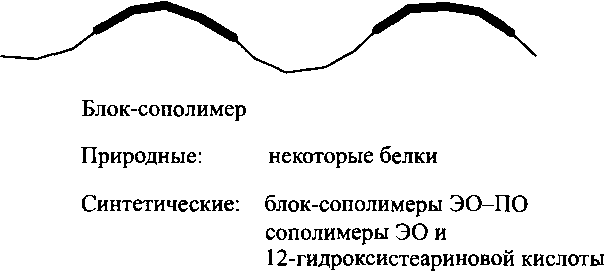 Блок-сополимер
Природные: некоторые белки
Синтетические: блок-сополимеры ЭО–ПО
сополимеры ЭО и
12-гидроксистеариновой кислоты